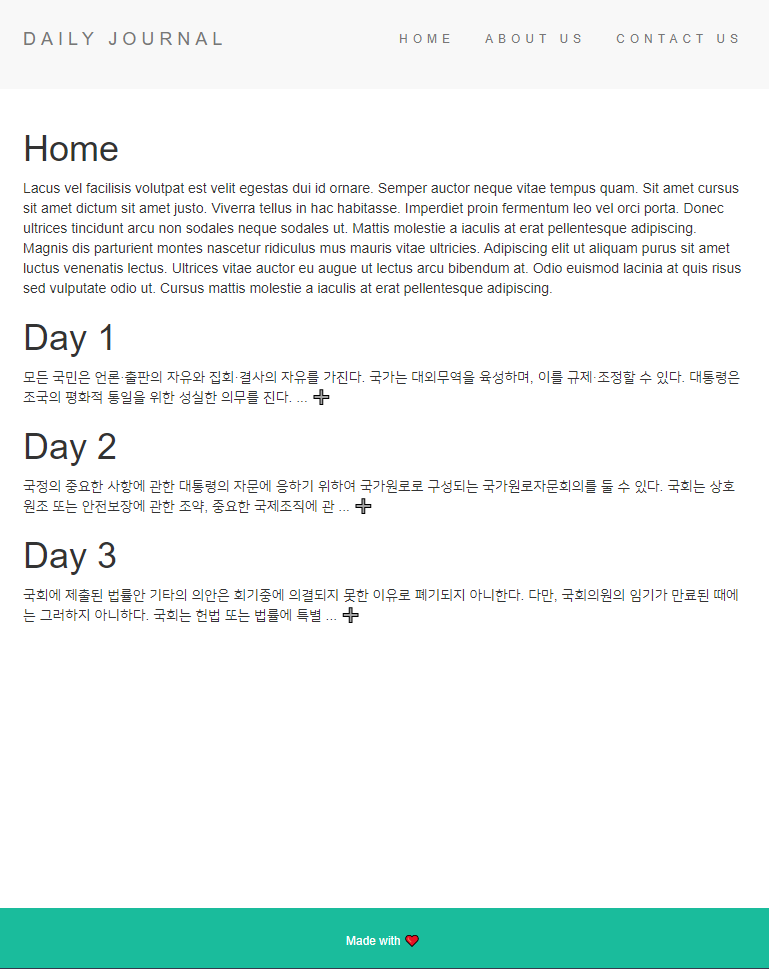 DAILY JOURNAL
HOME ABOUT US CONTACT US
Home
Lacus vel facilisis volutpat est velit egestas dui id ornare. Semper auctor neque vitae tempus quam. Sit amet cursus
sit amet dictum sit amet justo. Viverra tellus in hac habitasse. Imperdiet proin fermentum leo vel orci porta. Donec
ultrices tincidunt arcu non sodales neque sodales ut. Mattis molestie a iaculis at erat pellentesque adipiscing.
Magnis dis parturient montes nascetur ridiculus mus mauris vitae ultricies. Adipiscing elit ut aliquam purus sit amet
luctus venenatis lectus. Ultrices vitae auctor eu augue ut lectus arcu bibendum at. Odio euismod lacinia at quis risus
sed vulputate odio ut. Cursus mattis molestie a iaculis at erat pellentesque adipiscing.
Day 1
모든 국민은 언론·출판의 자유와 집회·결사의 자유를 가진다. 국가는 대외무역을 육성하며, 이를 규제·조정할 수 있다. 대통령은
조국의 평화적 통일을 위한 성실한 의무를 진다. ...
Day 2
국정의 중요한 사항에 관한 대통령의 자문에 응하기 위하여 국가원로로 구성되는 국가원로자문회의를 둘 수 있다. 국회는 상호
원조 또는 안전보장에 관한 조약, 중요한 국제조직에 관 ...
Day 3
국회에 제출된 법률안 기타의 의안은 회기중에 의결되지 못한 이유로 폐기되지 아니한다. 다만, 국회의원의 임기가 만료된 때에
는 그러하지 아니하다. 국회는 헌법 또는 법률에 특별 ...
Made with